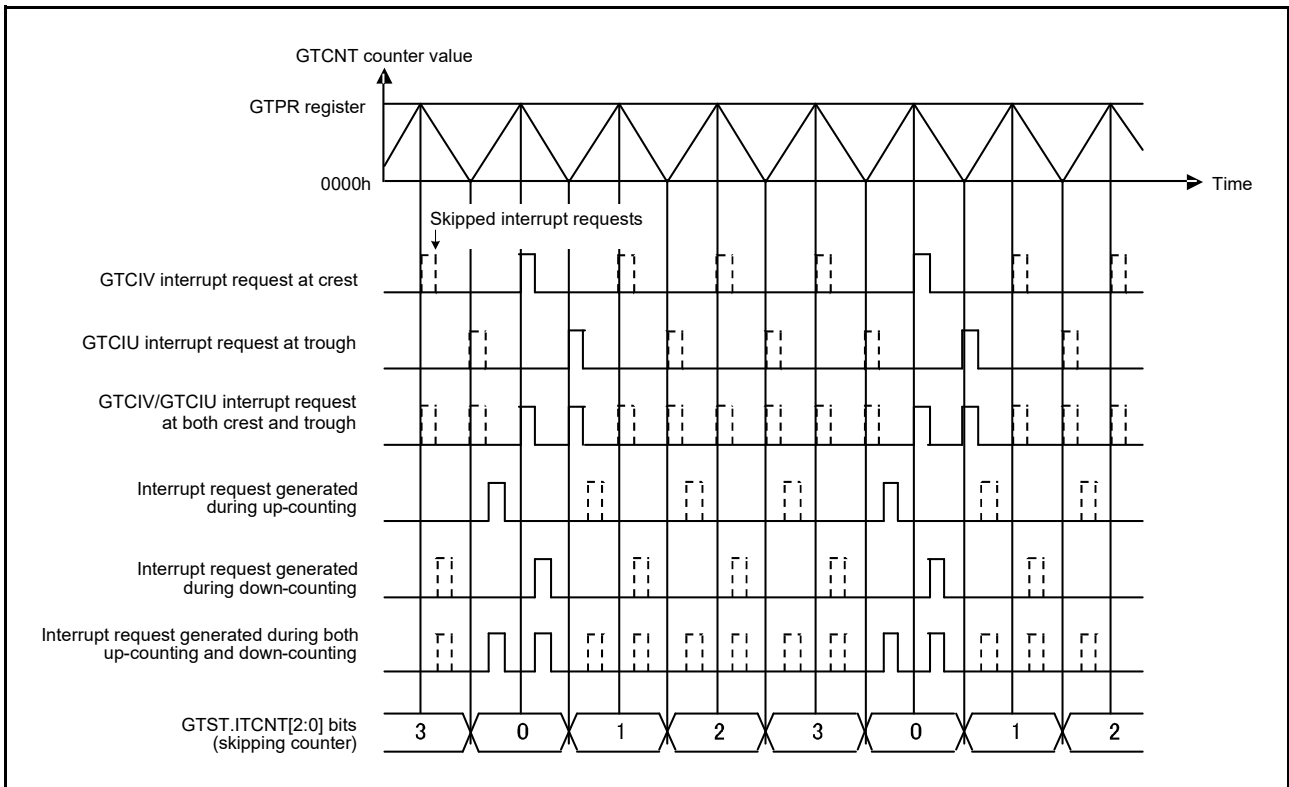 GTCNT counter value
GTPR register
0000h
Time
Skipped interrupt requests
GTCIV interrupt request at crest
GTCIU interrupt request at trough
GTCIV/GTCIU interrupt request
at both crest and trough
Interrupt request generated
during up-counting
Interrupt request generated
during down-counting
Interrupt request generated during both
up-counting and down-counting
GTST.ITCNT[2:0] bits
(skipping counter)
3 0 1 2 3 0 1 2